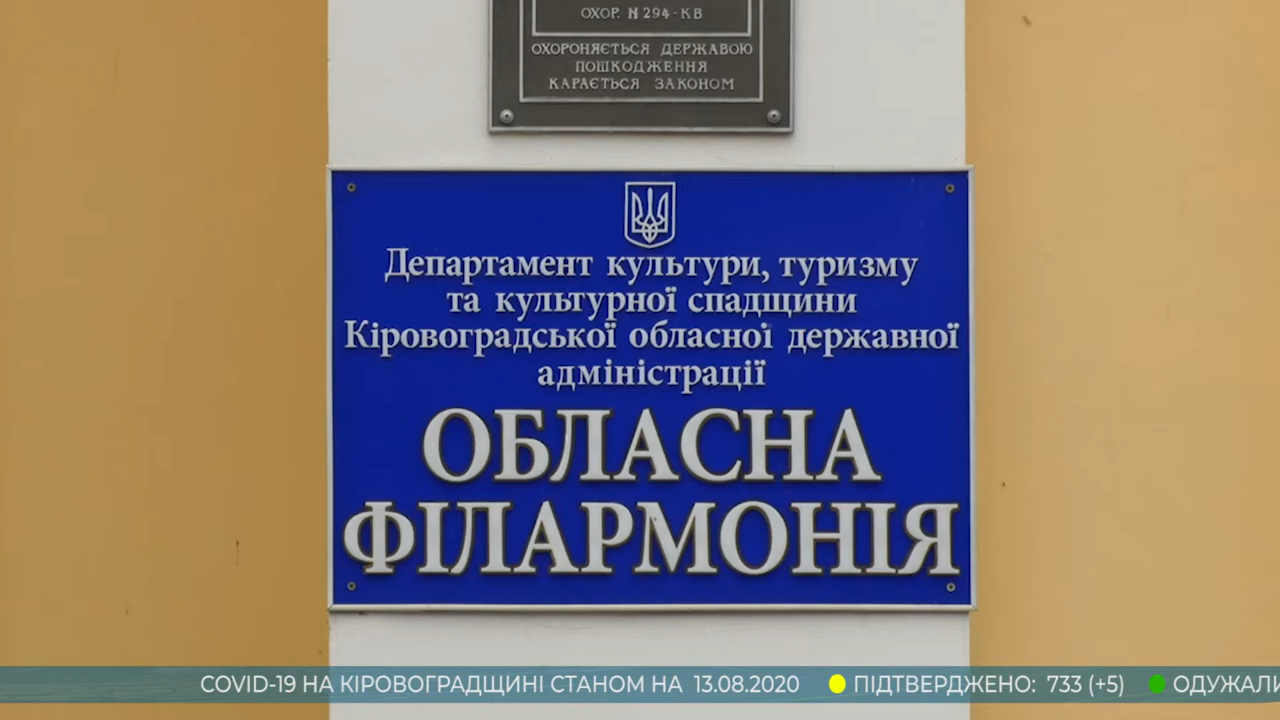 ОХОР. N 294-КВ
ОХОРОНЯЄТЬСЯ ДЕРЖАВОЮ
ПОШКОДЖЕННЯ
КАРАЄТЬСЯ ЗАКОНОМ
Департамент культури, туризму
та культурної спадщини
Кіровоградської обласної державної
адміністрації
ОБЛАСНА
ФІЛАРМОНІЯ
COVID-19 НА КІРОВОГРАДЩИНІ СТАНОМ НА 13.08.2020 ПІДТВЕРДЖЕНО: 733 (+5) ОДУЖАЛИ